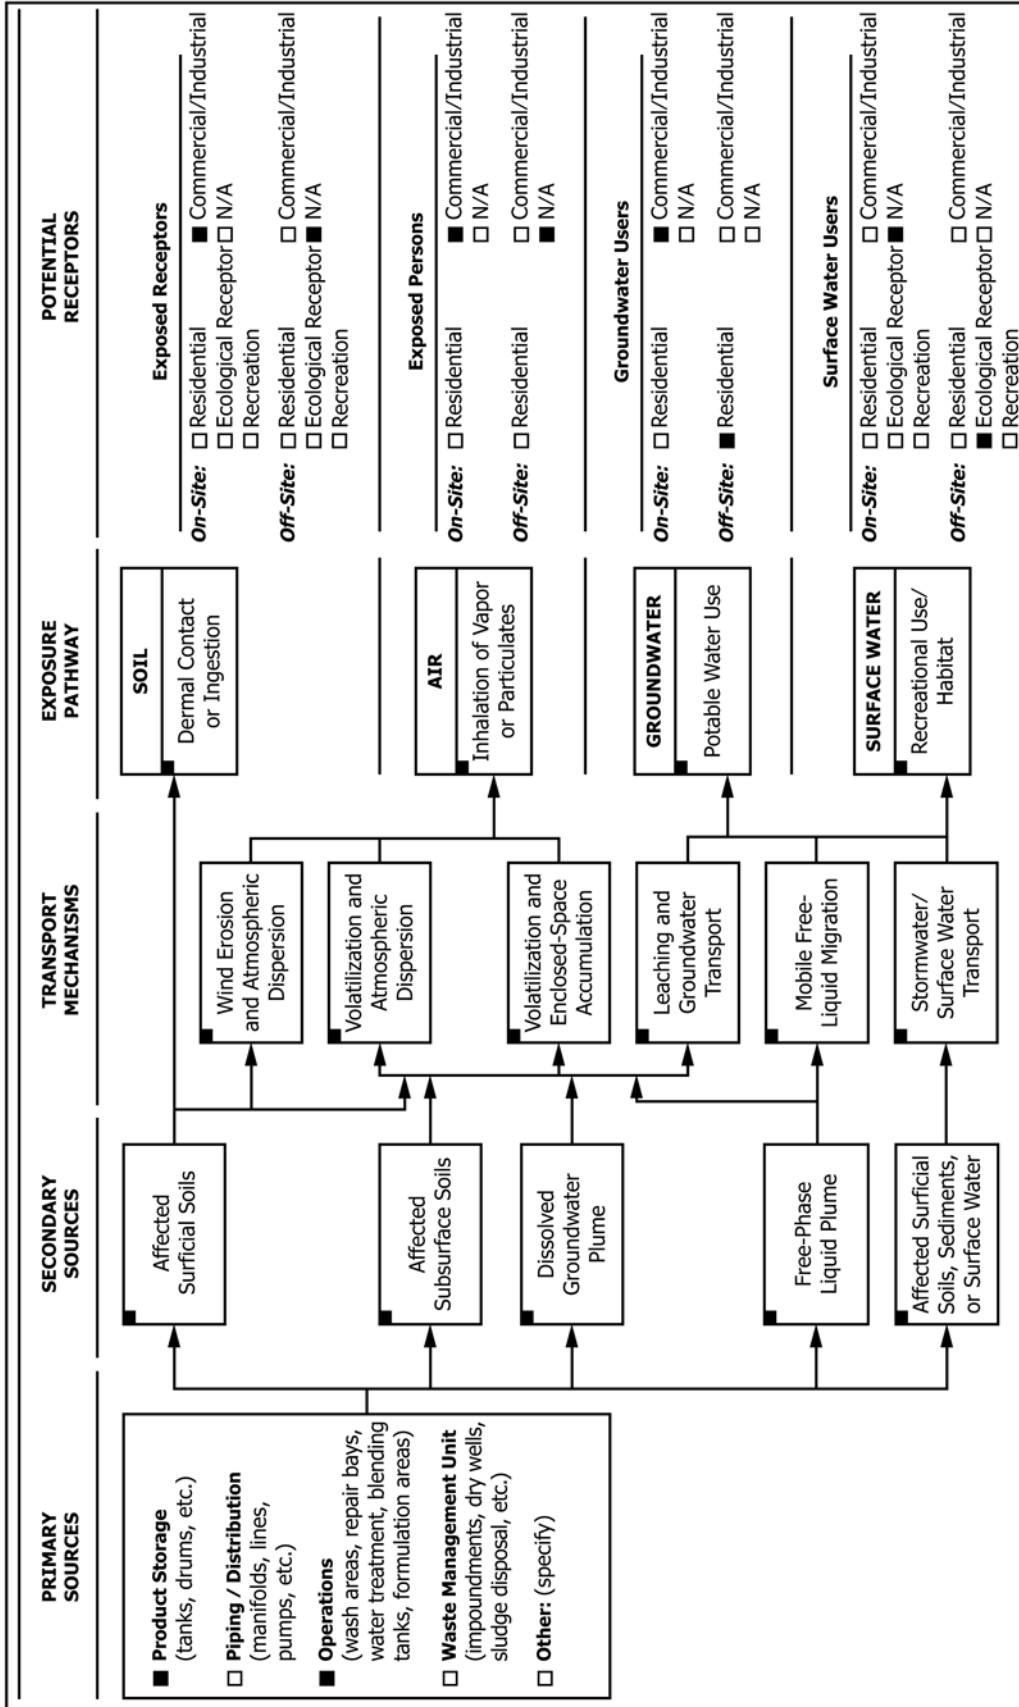 PRIMARY
SOURCES
SECONDARY
SOURCES
TRANSPORT
MECHANISMS
EXPOSURE
PATHWAY
POTENTIAL
RECEPTORS
■ Product Storage
(tanks, drums, etc.)
□ Piping / Distribution
(manifolds, lines,
pumps, etc.)
■ Operations
(wash areas, repair bays,
water treatment, blending
tanks, formulation areas)
□ Waste Management Unit
(impoundments, dry wells,
sludge disposal, etc.)
□ Other: (specify)
Affected
Surficial Soils
Affected
Subsurface Soils
Dissolved
Groundwater
Plume
Free-Phase
Liquid Plume
Affected Surficial
Soils, Sediments,
or Surface Water
Wind Erosion
and Atmospheric
Dispersion
Volatilization and
Atmospheric
Dispersion
Volatilization and
Enclosed-Space
Accumulation
Leaching and
Groundwater
Transport
Mobile Free-
Liquid Migration
Stormwater/
Surface Water
Transport
SOIL
Dermal Contact
or Ingestion
AIR
Inhalation of Vapor
or Particulates
GROUNDWATER
Potable Water Use
SURFACE WATER
Recreational Use/
Habitat
Exposed Receptors
On-Site: □ Residential ■ Commercial/Industrial
□ Ecological Receptor □ N/A
□ Recreation
Off-Site: □ Residential □ Commercial/Industrial
□ Ecological Receptor ■ N/A
□ Recreation
Exposed Persons
On-Site: □ Residential ■ Commercial/Industrial
□ N/A
Off-Site: □ Residential □ Commercial/Industrial
■ N/A
Groundwater Users
On-Site: □ Residential ■ Commercial/Industrial
□ N/A
Off-Site: ■ Residential □ Commercial/Industrial
□ N/A
Surface Water Users
On-Site: □ Residential □ Commercial/Industrial
□ Ecological Receptor ■ N/A
□ Recreation
Off-Site: □ Residential □ Commercial/Industrial
■ Ecological Receptor □ N/A
□ Recreation